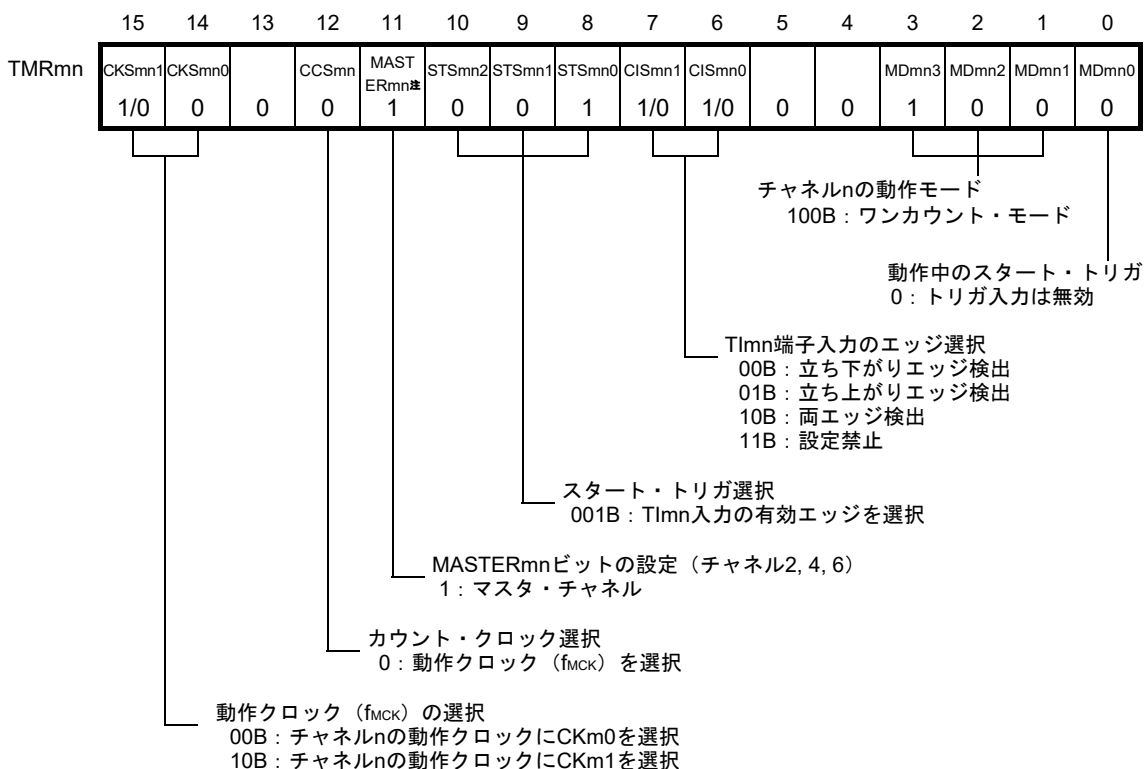 15 14 13 12 11 10 9 8 7 6 5 4 3 2 1 0
TMRmn CKSmn1 CKSmn0 CCSmn MAST STSmn2 STSmn1 STSmn0 CISmn1 CISmn0 MDmn3 MDmn2 MDmn1 MDmn0
ERmn注
1/0 0 0 0 1 0 0 1 1/0 1/0 0 0 1 0 0 0
チャネルnの動作モード
100B:ワンカウント・モード
動作中のスタート・トリガ
0:トリガ入力は無効
TImn端子入力のエッジ選択
00B:立ち下がりエッジ検出
01B:立ち上がりエッジ検出
10B:両エッジ検出
11B:設定禁止
スタート・トリガ選択
001B:TImn入力の有効エッジを選択
MASTERmnビットの設定(チャネル2, 4, 6)
1:マスタ・チャネル
カウント・クロック選択
0:動作クロック(fMCK)を選択
動作クロック(fMCK)の選択
00B:チャネルnの動作クロックにCKm0を選択
10B:チャネルnの動作クロックにCKm1を選択